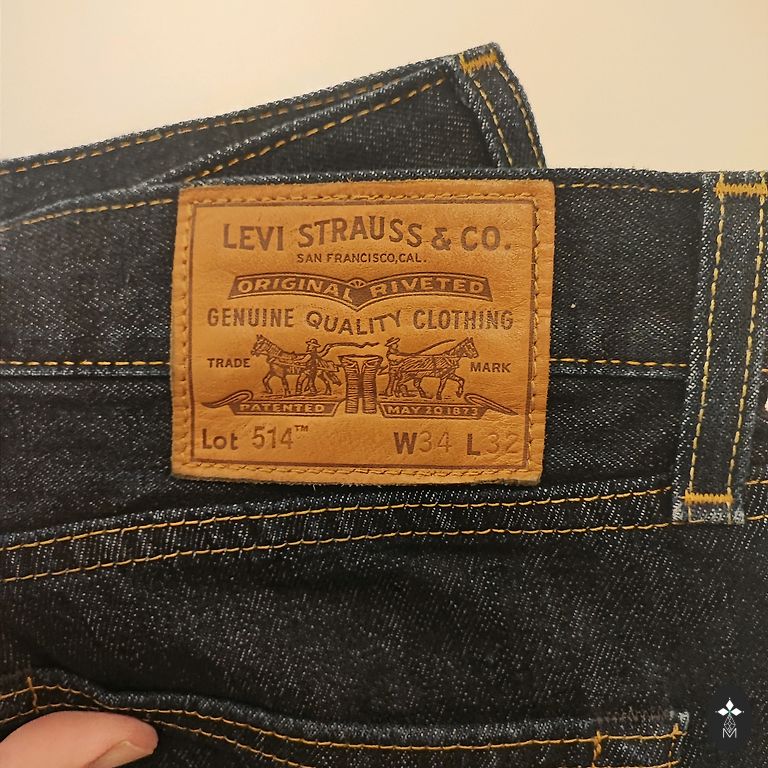 LEVI STRAUSS & CO.
SAN FRANCISCO, CAL.
ORIGINAL RIVETED
GENUINE QUALITY CLOTHING
TRADE MARK
PATENTED MAY 20 1873
Lot 514™ W34 L32
M